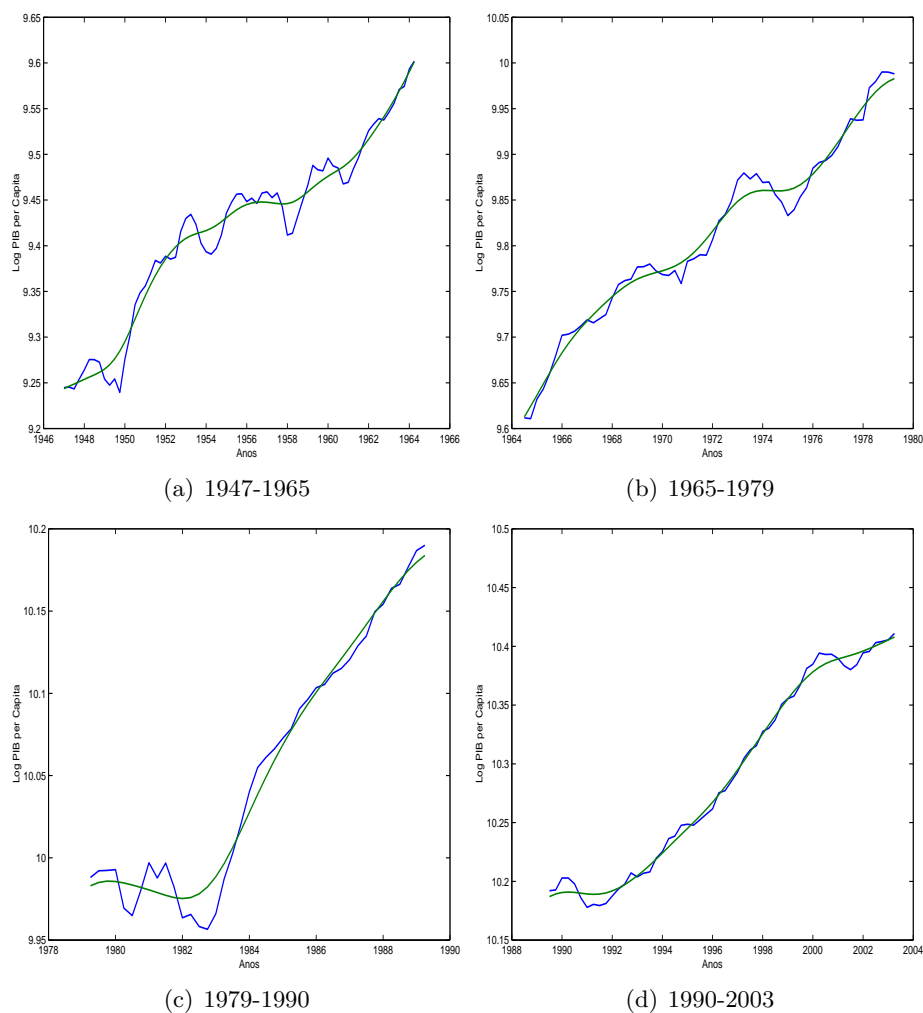 9.65
9.6
9.55
9.5
9.45
9.4
9.35
9.3
9.25
9.2
Log PIB per Capita
1946 1948 1950 1952 1954 1956 1958 1960 1962 1964 1966
Anos
(a) 1947-1965
10.05
10
9.95
9.9
9.85
9.8
9.75
9.7
9.65
9.6
Log PIB per Capita
1964 1966 1968 1970 1972 1974 1976 1978 1980
Anos
(b) 1965-1979
10.2
10.15
10.1
10.05
10
9.95
Log PIB per Capita
1978 1980 1982 1984 1986 1988 1990
Anos
(c) 1979-1990
10.5
10.45
10.4
10.35
10.3
10.25
10.2
10.15
Log PIB per Capita
1988 1990 1992 1994 1996 1998 2000 2002 2004
Anos
(d) 1990-2003